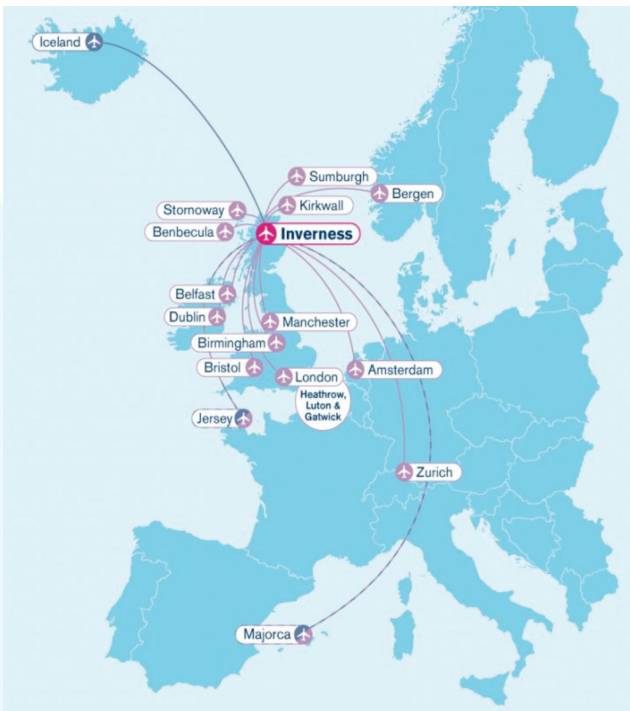 Iceland
Sumburgh
Bergen
Stornoway
Kirkwall
Benbecula
Inverness
Belfast
Dublin
Manchester
Birmingham
Bristol
London
Amsterdam
Heathrow,
Luton &
Gatwick
Jersey
Zurich
Majorca